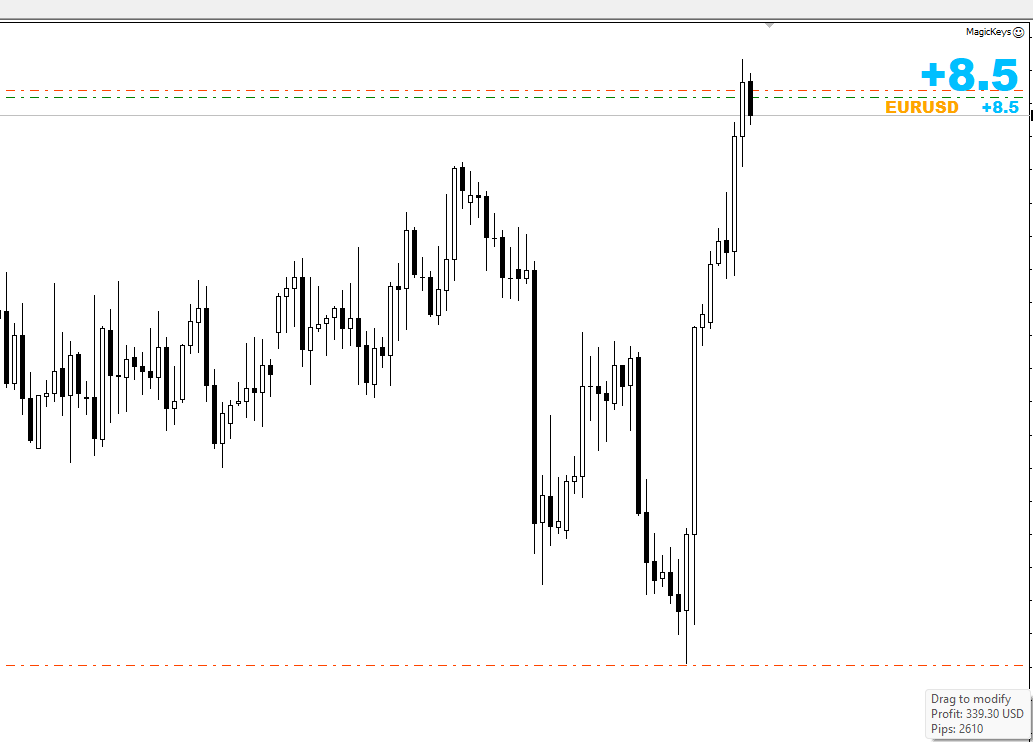 MagicKeys☺
+8.5
EURUSD +8.5
Drag to modify
Profit: 339.30 USD
Pips: 2610